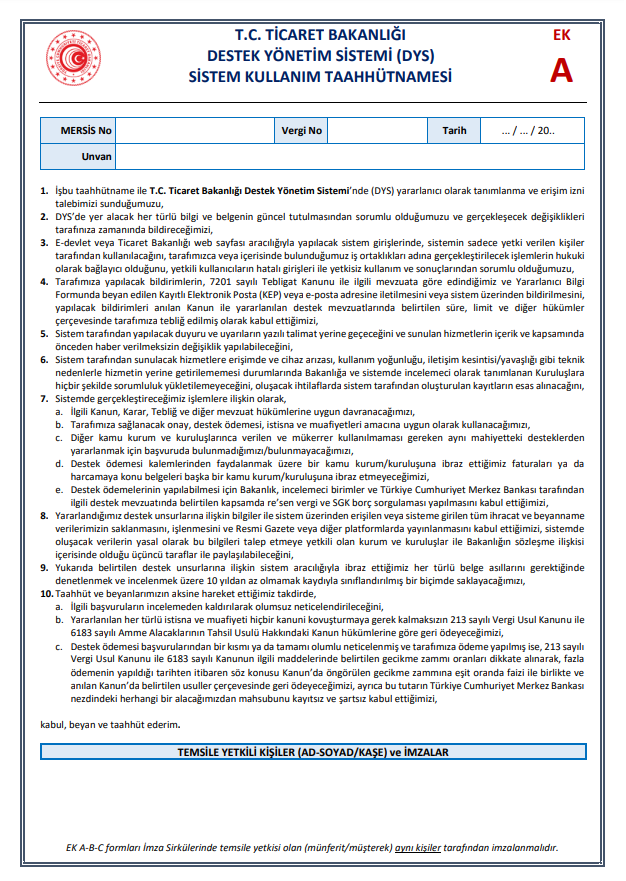 T.C. TİCARET BAKANLIĞI
DESTEK YÖNETİM SİSTEMİ (DYS)
SİSTEM KULLANIM TAAHHÜTNAMESİ
EK
A
MERSİS No Vergi No Tarih ... / ... / 20..
Unvan
1. İşbu taahhütname ile T.C. Ticaret Bakanlığı Destek Yönetim Sistemi'nde (DYS) yararlanıcı olarak tanımlanma ve erişim izni
talebimizi sunduğumuzu,
2. DYS'de yer alacak her türlü bilgi ve belgenin güncel tutulmasından sorumlu olduğumuzu ve gerçekleşecek değişiklikleri
tarafınıza zamanında bildireceğimizi,
3. E-devlet veya Ticaret Bakanlığı web sayfası aracılığıyla yapılacak sistem girişlerinde, sistemin sadece yetki verilen kişiler
tarafından kullanılacağını, tarafımızca veya içerisinde bulunduğumuz iş ortaklıkları adına gerçekleştirilecek işlemlerin hukuki
olarak bağlayıcı olduğunu, yetkili kullanıcıların hatalı girişleri ile yetkisiz kullanım ve sonuçlarından sorumlu olduğumuzu,
4. Tarafımıza yapılacak bildirimlerin, 7201 sayılı Tebligat Kanunu ile ilgili mevzuata göre edindiğimiz ve Yararlanıcı Bilgi
Formunda beyan edilen Kayıtlı Elektronik Posta (KEP) veya e-posta adresine iletilmesini veya sistem üzerinden bildirilmesini,
yapılacak bildirimleri anılan Kanun ile yararlanılan destek mevzuatlarında belirtilen süre, limit ve diğer hükümler
çerçevesinde tarafımıza tebliğ edilmiş olarak kabul ettiğimizi,
5. Sistem tarafından yapılacak duyuru ve uyarıların yazılı talimat yerine geçeceğini ve sunulan hizmetlerin içerik ve kapsamında
önceden haber verilmeksizin değişiklik yapılabileceğini,
6. Sistem tarafından sunulacak hizmetlere erişimde ve cihaz arızası, kullanım yoğunluğu, iletişim kesintisi/yavaşlığı gibi teknik
nedenlerle hizmetin yerine getirilememesi durumlarında Bakanlığa ve sistemde incelemeci olarak tanımlanan Kuruluşlara
hiçbir şekilde sorumluluk yükletilemeyeceğini, oluşacak ihtilaflarda sistem tarafından oluşturulan kayıtların esas alınacağını,
7. Sistemde gerçekleştireceğimiz işlemlere ilişkin olarak,
a. İlgili Kanun, Karar, Tebliğ ve diğer mevzuat hükümlerine uygun davranacağımızı,
b. Tarafımıza sağlanacak onay, destek ödemesi, istisna ve muafiyetleri amacına uygun olarak kullanacağımızı,
c. Diğer kamu kurum ve kuruluşlarınca verilen ve mükerrer kullanılmaması gereken aynı mahiyetteki desteklerden
yararlanmak için başvuruda bulunmadığımızı/bulunmayacağımızı,
d. Destek ödemesi kalemlerinden faydalanmak üzere bir kamu kurum/kuruluşuna ibraz ettiğimiz faturaları ya da
harcamaya konu belgeleri başka bir kamu kurum/kuruluşuna ibraz etmeyeceğimizi,
e. Destek ödemelerinin yapılabilmesi için Bakanlık, incelemeci birimler ve Türkiye Cumhuriyet Merkez Bankası tarafından
ilgili destek mevzuatında belirtilen kapsamda re'sen vergi ve SGK borç sorgulaması yapılmasını kabul ettiğimizi,
8. Yararlandığımız destek unsurlarına ilişkin bilgiler ile sistem üzerinden erişilen veya sisteme girilen tüm ihracat ve beyanname
verilerimizin saklanmasını, işlenmesini ve Resmi Gazete veya diğer platformlarda yayınlanmasını kabul ettiğimizi, sistemde
oluşacak verilerin yasal olarak bu bilgileri talep etmeye yetkili olan kurum ve kuruluşlar ile Bakanlığın sözleşme ilişkisi
içerisinde olduğu üçüncü taraflar ile paylaşılabileceğini,
9. Yukarıda belirtilen destek unsurlarına ilişkin sistem aracılığıyla ibraz ettiğimiz her türlü belge asıllarını gerektiğinde
denetlenmek ve incelenmek üzere 10 yıldan az olmamak kaydıyla sınıflandırılmış bir biçimde saklayacağımızı,
10. Taahhüt ve beyanlarımızın aksine hareket ettiğimiz takdirde,
a. İlgili başvuruların incelemeden kaldırılarak olumsuz neticelendirileceğini,
b. Yararlanılan her türlü istisna ve muafiyeti hiçbir kanuni kovuşturmaya gerek kalmaksızın 213 sayılı Vergi Usul Kanunu ile
6183 sayılı Amme Alacaklarının Tahsil Usulü Hakkındaki Kanun hükümlerine göre geri ödeyeceğimizi,
c. Destek ödemesi başvurularından bir kısmı ya da tamamı olumlu neticelenmiş ve tarafımıza ödeme yapılmış ise, 213 sayılı
Vergi Usul Kanunu ile 6183 sayılı Kanunun ilgili maddelerinde belirtilen gecikme zammı oranları dikkate alınarak, fazla
ödemenin yapıldığı tarihten itibaren söz konusu Kanun'da öngörülen gecikme zammına eşit oranda faizi ile birlikte ve
anılan Kanun'da belirtilen usuller çerçevesinde geri ödeyeceğimizi, ayrıca bu tutarın Türkiye Cumhuriyet Merkez Bankası
nezdindeki herhangi bir alacağımızdan mahsubunu kayıtsız ve şartsız kabul ettiğimizi,
kabul, beyan ve taahhüt ederim.
TEMSİLE YETKİLİ KİŞİLER (AD-SOYAD/KAŞE) ve İMZALAR
EK A-B-C formları İmza Sirkülerinde temsile yetkisi olan (münferit/müşterek) aynı kişiler tarafından imzalanmalıdır.